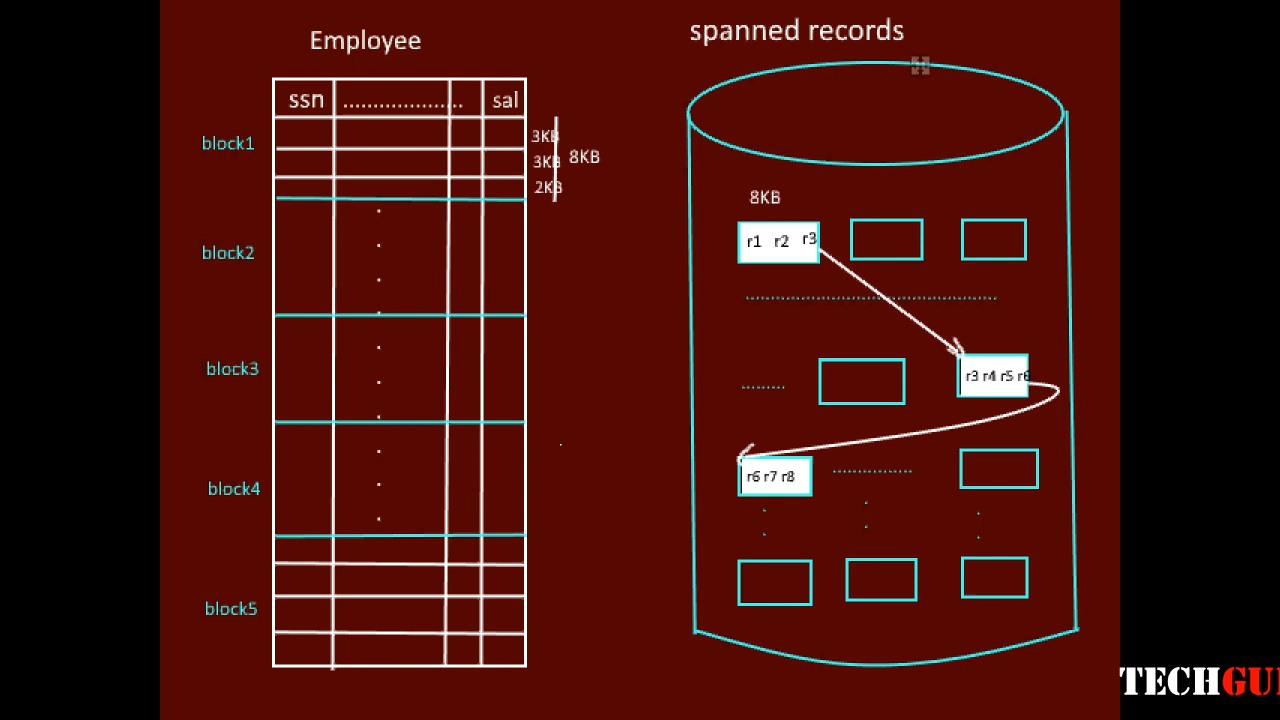 Employee
spanned records
ssn ..................... sal
block1
3KB
3KB
2KB
8KB
block2
block3
block4
block5
8KB
r1 r2 r3
r3 r4 r5 r6
r6 r7 r8
TECHGU